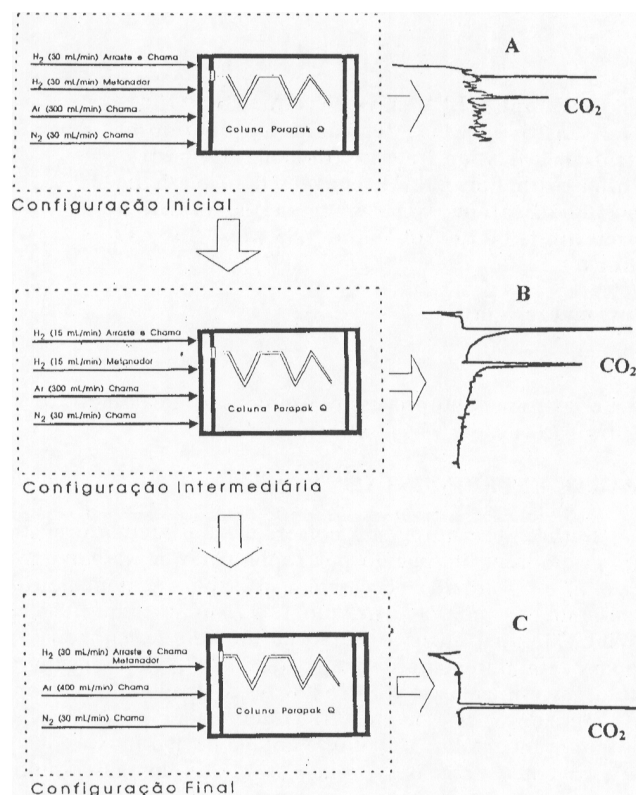 A
H₂ (30 mL/min) Arraste e Chama
H₂ (30 mL/min) Metanador
Ar (300 mL/min) Chama
N₂ (30 mL/min) Chama
Coluna Porapak Q
CO₂
Configuração Inicial
B
H₂ (15 mL/min) Arraste e Chama
H₂ (15 mL/min) Metanador
Ar (300 mL/min) Chama
N₂ (30 mL/min) Chama
Coluna Porapak Q
CO₂
Configuração Intermediária
C
H₂ (30 mL/min) Arraste e Chama
Metanador
Ar (400 mL/min) Chama
N₂ (30 mL/min) Chama
Coluna Porapak Q
CO₂
Configuração Final